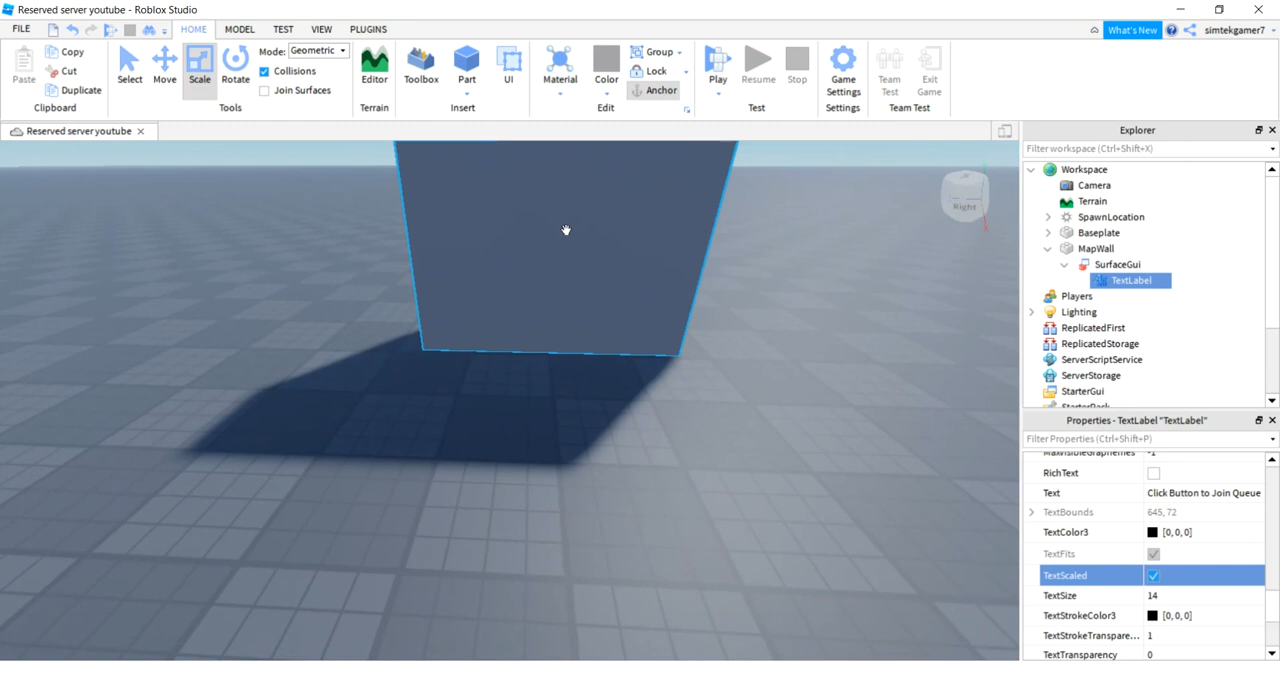 Reserved server youtube - Roblox Studio
FILE HOME MODEL TEST VIEW PLUGINS What's New simtekgamer7
Paste Copy Cut Duplicate Clipboard
Select Move Scale Rotate Mode: Geometric Collisions Join Surfaces Tools
Editor Terrain
Toolbox Part UI Insert
Material Color Group Lock Anchor Edit
Play Resume Stop Test
Game Settings Settings
Team Test Exit Game Team Test
Reserved server youtube
Right
Explorer
Filter workspace (Ctrl+Shift+X)
Workspace
Camera
Terrain
SpawnLocation
Baseplate
MapWall
SurfaceGui
TextLabel
Players
Lighting
ReplicatedFirst
ReplicatedStorage
ServerScriptService
ServerStorage
StarterGui
StarterPack
Properties - TextLabel "TextLabel"
Filter Properties (Ctrl+Shift+P)
MaxVisibleGraphemes -1
RichText
Text Click Button to Join Queue
TextBounds 645, 72
TextColor3 [0,0,0]
TextFits
TextScaled
TextSize 14
TextStrokeColor3 [0,0,0]
TextStrokeTranspare... 1
TextTransparency 0